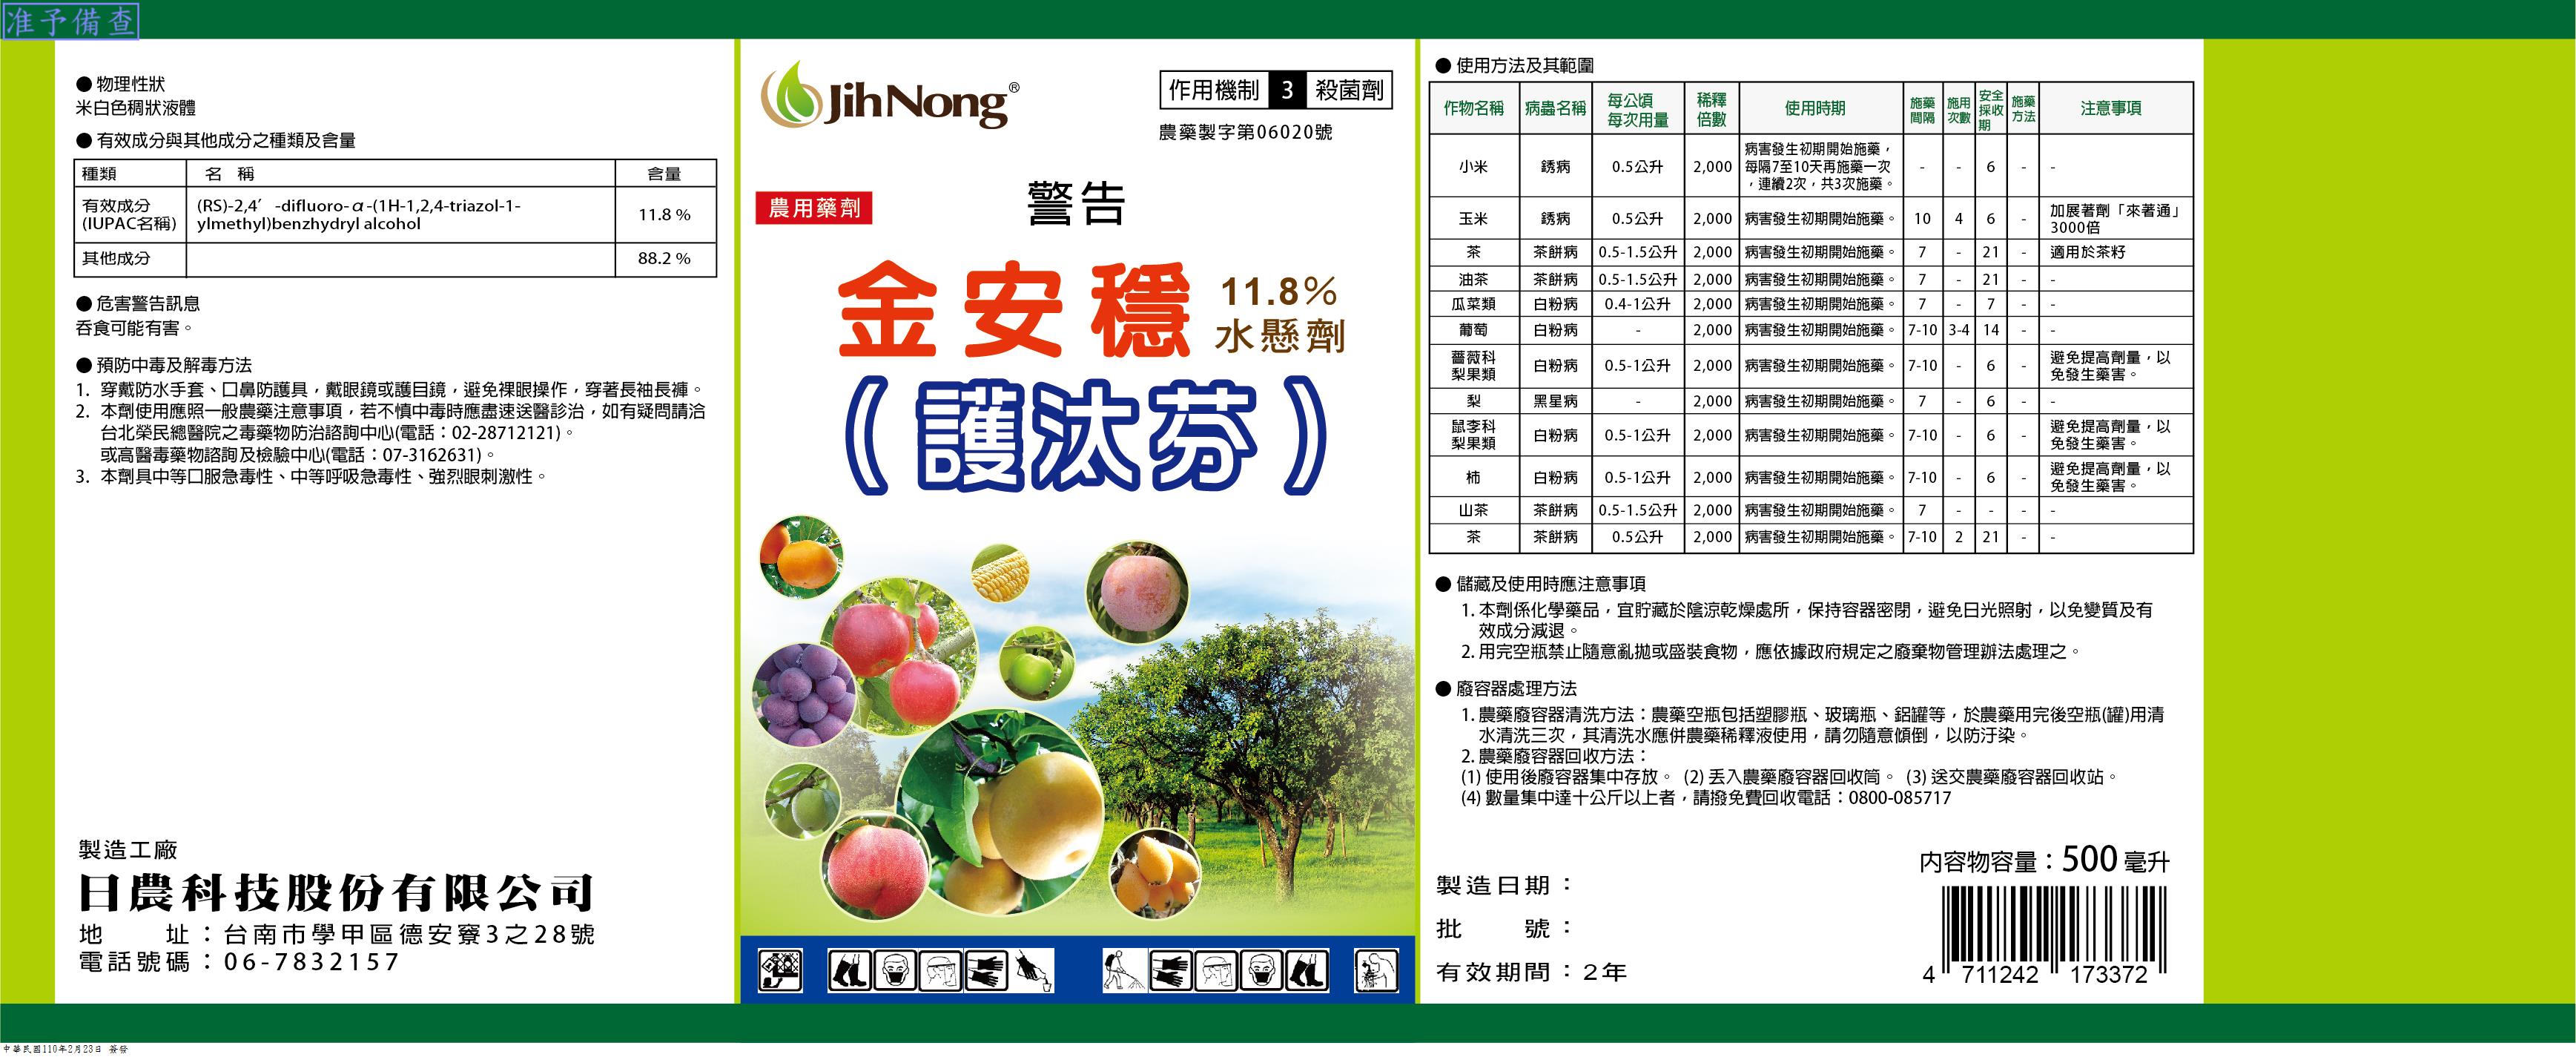 准予備查
● 物理性狀
米白色稠狀液體
● 有效成分與其他成分之種類及含量
種類 名 稱 含量
有效成分 (IUPAC名稱) (RS)-2,4′-difluoro-α-(1H-1,2,4-triazol-1-ylmethyl)benzhydryl alcohol 11.8 %
其他成分 88.2 %
● 危害警告訊息
吞食可能有害。
● 預防中毒及解毒方法
1. 穿戴防水手套、口鼻防護具，戴眼鏡或護目鏡，避免裸眼操作，穿著長袖長褲。
2. 本劑使用應照一般農藥注意事項，若不慎中毒時應盡速送醫診治，如有疑問請洽
台北榮民總醫院之毒藥物防治諮詢中心(電話：02-28712121)。
或高醫毒藥物諮詢及檢驗中心(電話：07-3162631)。
3. 本劑具中等口服急毒性、中等呼吸急毒性、強烈眼刺激性。
製造工廠
日農科技股份有限公司
地 址：台南市學甲區德安寮3之28號
電話號碼：06-7832157
JihNong®
作用機制 3 殺菌劑
農藥製字第06020號
農用藥劑
警告
金安穩 11.8% 水懸劑
（護汰芬）
● 使用方法及其範圍
作物名稱 病蟲名稱 每公頃每次用量 稀釋倍數 使用時期 施藥間隔 施用次數 安全採收期 施藥方法 注意事項
小米 銹病 0.5公升 2,000 病害發生初期開始施藥，每隔7至10天再施藥一次，連續2次，共3次施藥。 - - 6 - -
玉米 銹病 0.5公升 2,000 病害發生初期開始施藥。 10 4 6 - 加展著劑「來著通」3000倍
茶 茶餅病 0.5-1.5公升 2,000 病害發生初期開始施藥。 7 - 21 - 適用於茶籽
油茶 茶餅病 0.5-1.5公升 2,000 病害發生初期開始施藥。 7 - 21 - -
瓜菜類 白粉病 0.4-1公升 2,000 病害發生初期開始施藥。 7 - 7 - -
葡萄 白粉病 - 2,000 病害發生初期開始施藥。 7-10 3-4 14 - -
薔薇科梨果類 白粉病 0.5-1公升 2,000 病害發生初期開始施藥。 7-10 - 6 - 避免提高劑量，以免發生藥害。
梨 黑星病 - 2,000 病害發生初期開始施藥。 7 - 6 - -
鼠李科梨果類 白粉病 0.5-1公升 2,000 病害發生初期開始施藥。 7-10 - 6 - 避免提高劑量，以免發生藥害。
柿 白粉病 0.5-1公升 2,000 病害發生初期開始施藥。 7-10 - 6 - 避免提高劑量，以免發生藥害。
山茶 茶餅病 0.5-1.5公升 2,000 病害發生初期開始施藥。 7 - - - -
茶 茶餅病 0.5公升 2,000 病害發生初期開始施藥。 7-10 2 21 - -
● 儲藏及使用時應注意事項
1. 本劑係化學藥品，宜貯藏於陰涼乾燥處所，保持容器密閉，避免日光照射，以免變質及有
效成分減退。
2. 用完空瓶禁止隨意亂拋或盛裝食物，應依據政府規定之廢棄物管理辦法處理之。
● 廢容器處理方法
1. 農藥廢容器清洗方法：農藥空瓶包括塑膠瓶、玻璃瓶、鋁罐等，於農藥用完後空瓶(罐)用清
水清洗三次，其清洗水應併農藥稀釋液使用，請勿隨意傾倒，以防汙染。
2. 農藥廢容器回收方法：
(1) 使用後廢容器集中存放。 (2) 丟入農藥廢容器回收筒。 (3) 送交農藥廢容器回收站。
(4) 數量集中達十公斤以上者，請撥免費回收電話：0800-085717
內容物容量：500 毫升
製造日期：
批 號：
有效期間：2年
4 711242 173372
中華民國110年2月23日 簽發